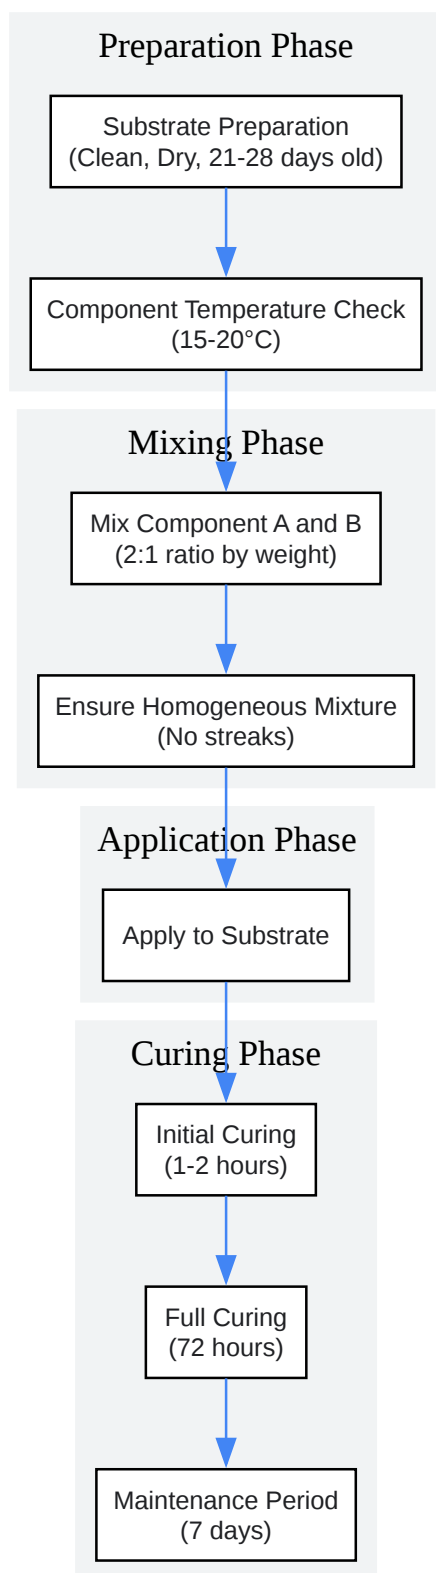 Preparation Phase
Substrate Preparation
(Clean, Dry, 21-28 days old)
Component Temperature Check
(15-20°C)
Mixing Phase
Mix Component A and B
(2:1 ratio by weight)
Ensure Homogeneous Mixture
(No streaks)
Application Phase
Apply to Substrate
Curing Phase
Initial Curing
(1-2 hours)
Full Curing
(72 hours)
Maintenance Period
(7 days)